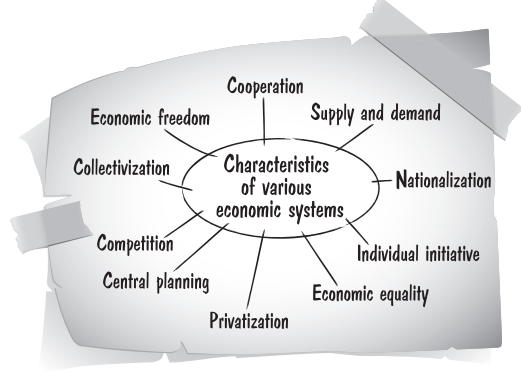 Cooperation
Economic freedom
Supply and demand
Collectivization
Characteristics
of various
economic systems
Nationalization
Competition
Individual initiative
Central planning
Economic equality
Privatization